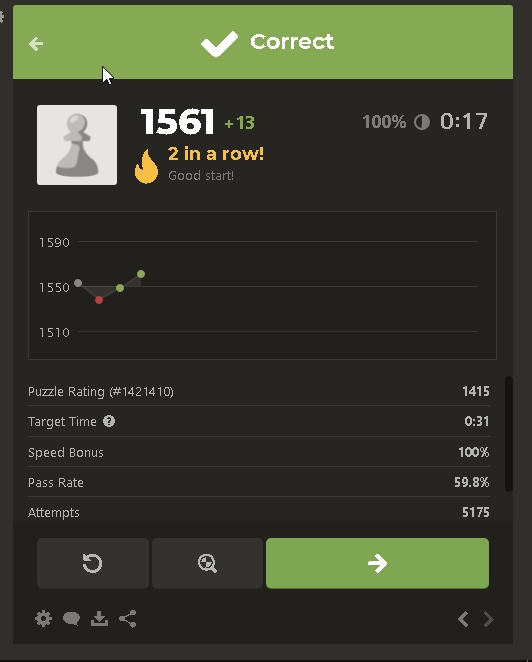 Correct
1561 +13
100% 0:17
2 in a row!
Good start!
1590
1550
1510
Puzzle Rating (#1421410) 1415
Target Time ? 0:31
Speed Bonus 100%
Pass Rate 59.8%
Attempts 5175